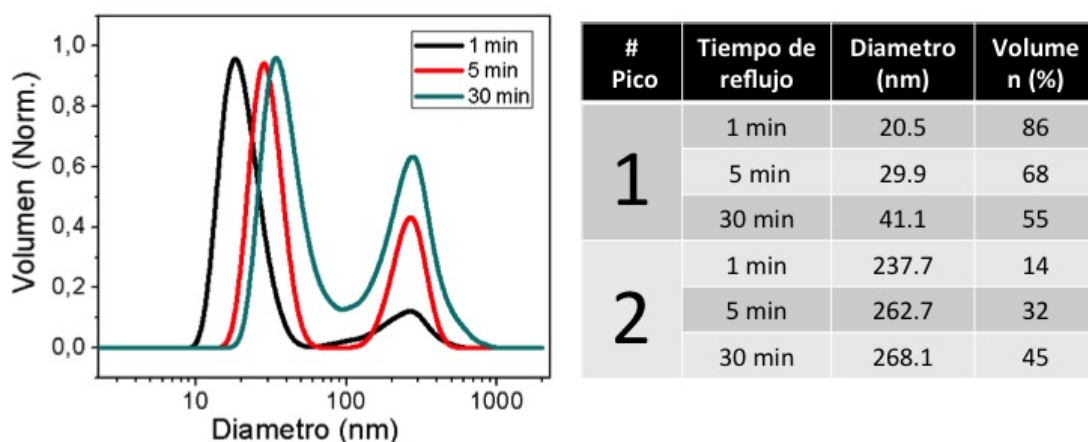 1,0
0,8
0,6
0,4
0,2
0,0
Volumen (Norm.)
1 min
5 min
30 min
10 100 1000
Diametro (nm)
# Pico Tiempo de reflujo Diametro (nm) Volume n (%)
1
1 min 20.5 86
5 min 29.9 68
30 min 41.1 55
2
1 min 237.7 14
5 min 262.7 32
30 min 268.1 45